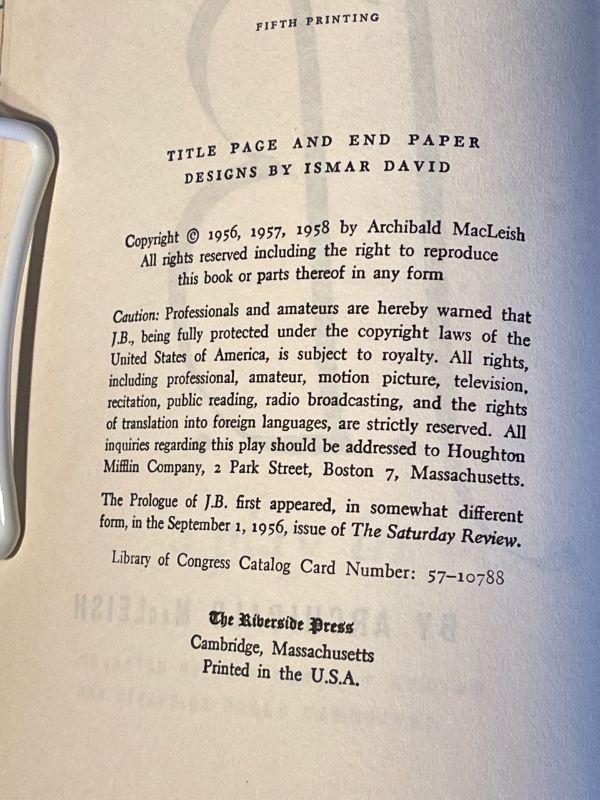 FIFTH PRINTING
TITLE PAGE AND END PAPER
DESIGNS BY ISMAR DAVID
Copyright © 1956, 1957, 1958 by Archibald MacLeish
All rights reserved including the right to reproduce
this book or parts thereof in any form
Caution: Professionals and amateurs are hereby warned that
J.B., being fully protected under the copyright laws of the
United States of America, is subject to royalty. All rights,
including professional, amateur, motion picture, television,
recitation, public reading, radio broadcasting, and the rights
of translation into foreign languages, are strictly reserved. All
inquiries regarding this play should be addressed to Houghton
Mifflin Company, 2 Park Street, Boston 7, Massachusetts.
The Prologue of J.B. first appeared, in somewhat different
form, in the September 1, 1956, issue of The Saturday Review.
Library of Congress Catalog Card Number: 57–10788
The Riverside Press
Cambridge, Massachusetts
Printed in the U.S.A.
BY ARCHIBALD MACLEISH